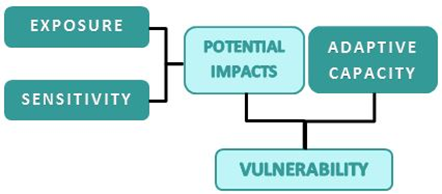 EXPOSURE
SENSITIVITY
POTENTIAL
IMPACTS
ADAPTIVE
CAPACITY
VULNERABILITY